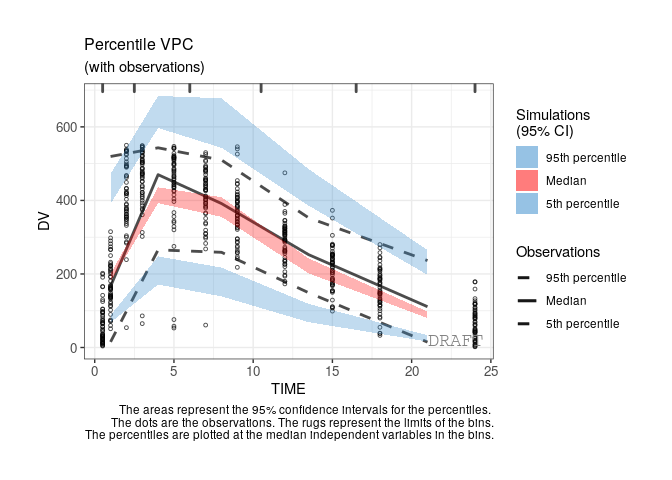 Percentile VPC
(with observations)
DV
600
400
200
0
0 5 10 15 20 25
TIME
DRAFT
Simulations
(95% CI)
95th percentile
Median
5th percentile
Observations
95th percentile
Median
5th percentile
The areas represent the 95% confidence intervals for the percentiles.
The dots are the observations. The rugs represent the limits of the bins.
The percentiles are plotted at the median independent variables in the bins.